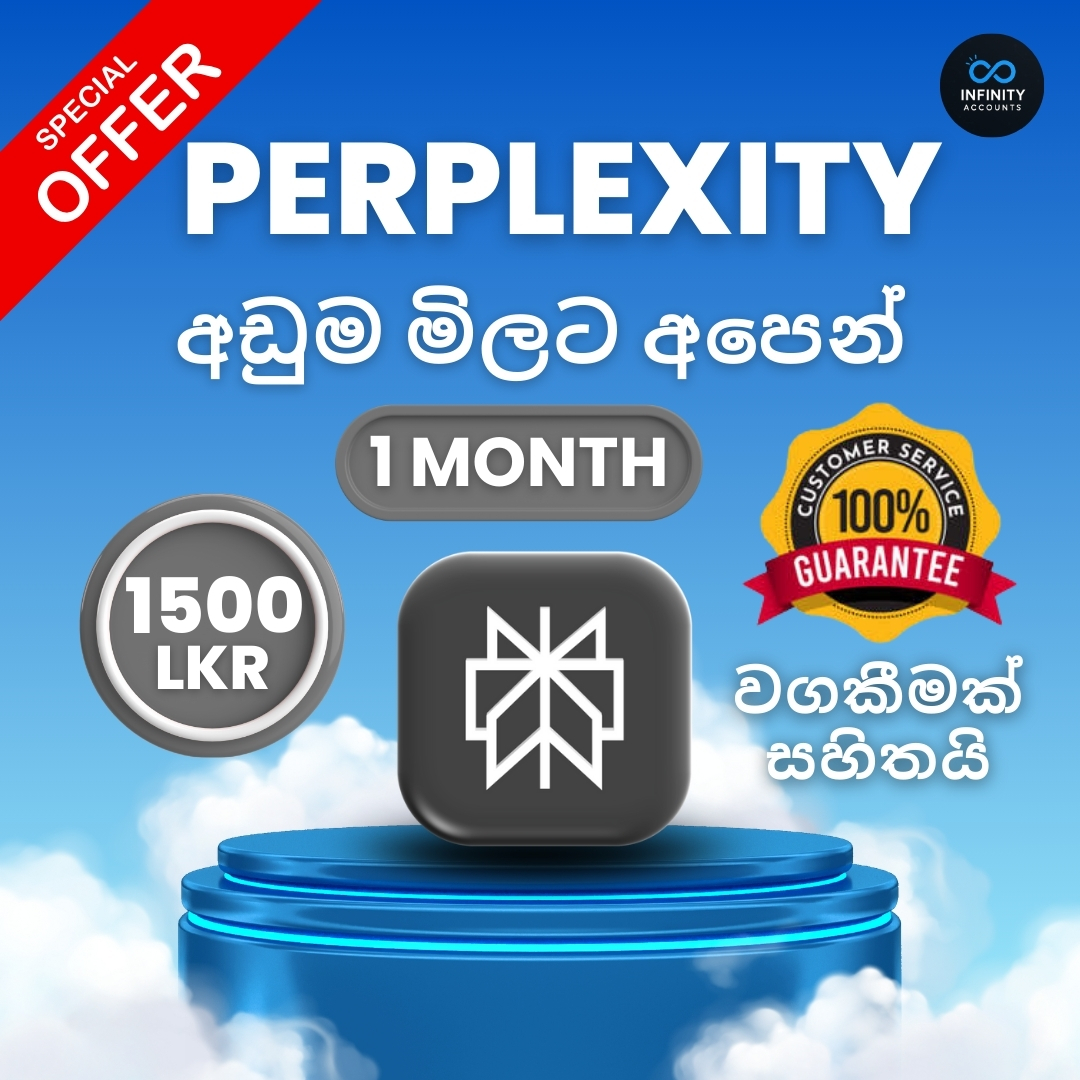 SPECIAL
OFFER
INFINITY
ACCOUNTS
PERPLEXITY
අඩුම මිලට අපෙන්
1 MONTH
CUSTOMER SERVICE
100%
GUARANTEE
1500
LKR
වගකීමක්
සහිතයි